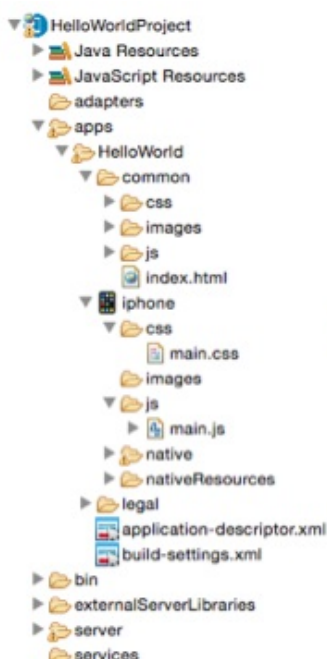 HelloWorldProject
Java Resources
JavaScript Resources
adapters
apps
HelloWorld
common
css
images
js
index.html
iphone
css
main.css
images
js
main.js
native
nativeResources
legal
application-descriptor.xml
build-settings.xml
bin
externalServerLibraries
server
services